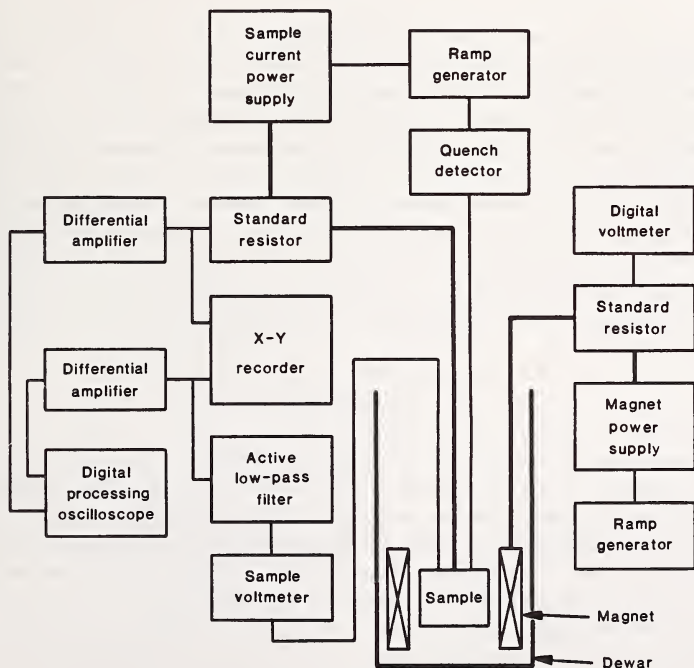 Sample
current
power
supply
Ramp
generator
Quench
detector
Differential
amplifier
Standard
resistor
Digital
voltmeter
Standard
resistor
X-Y
recorder
Differential
amplifier
Magnet
power
supply
Digital
processing
oscilloscope
Active
low-pass
filter
Ramp
generator
Sample
voltmeter
Sample
Magnet
Dewar